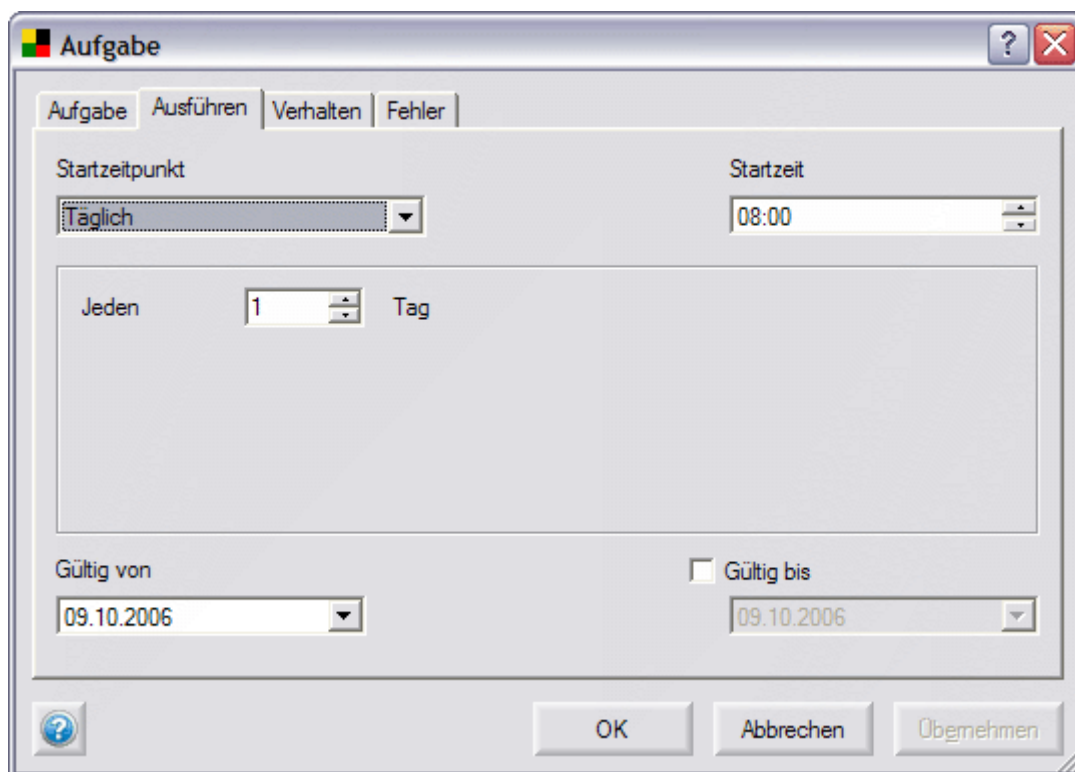 Aufgabe
Aufgabe Ausführen Verhalten Fehler
Startzeitpunkt Startzeit
Täglich 08:00
Jeden 1 Tag
Gültig von Gültig bis
09.10.2006 09.10.2006
OK Abbrechen Übernehmen